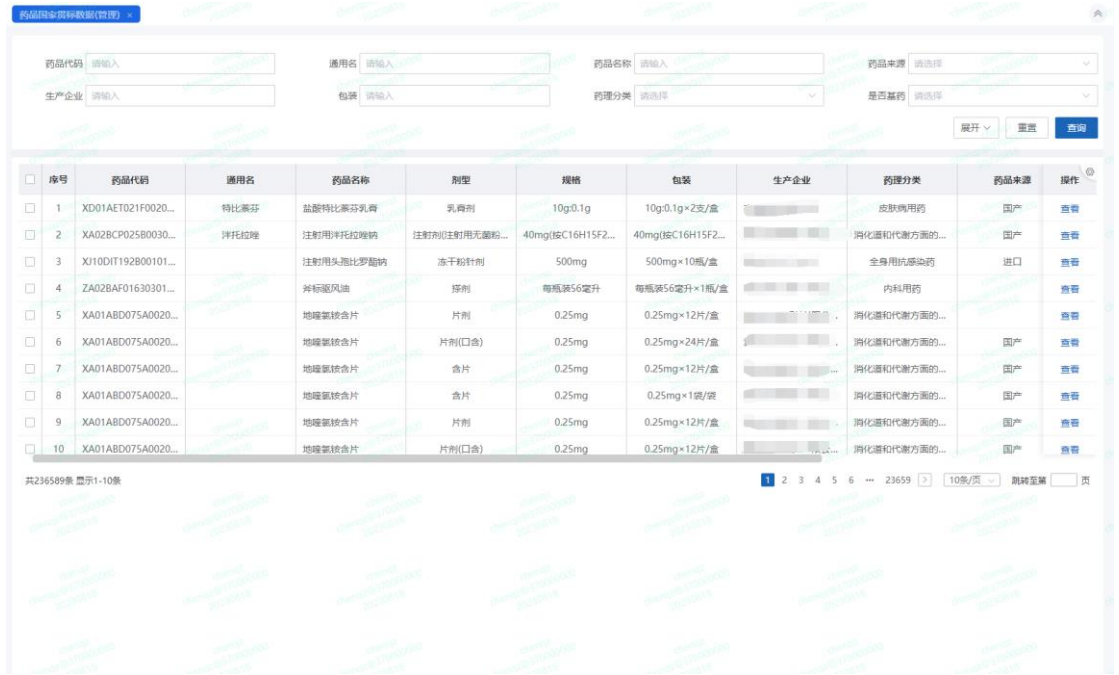 药品国家贯标数据(管理) ×
药品代码 请输入 通用名 请输入 药品名称 请输入 药品来源 请选择
生产企业 请输入 包装 请输入 药理分类 请选择 是否基药 请选择
展开 重置 查询
序号 药品代码 通用名 药品名称 剂型 规格 包装 生产企业 药理分类 药品来源 操作
1 XD01AET021F0020... 特比萘芬 盐酸特比萘芬乳膏 乳膏剂 10g:0.1g 10g:0.1g×2支/盒 皮肤病用药 国产 查看
2 XA02BCP025B0030... 泮托拉唑 注射用泮托拉唑钠 注射剂(注射用无菌粉... 40mg(按C16H15F2... 40mg(按C16H15F2... 消化道和代谢方面的... 国产 查看
3 XJ10DIT192B00101... 注射用头孢比罗酯钠 冻干粉针剂 500mg 500mg×10瓶/盒 全身用抗感染药 进口 查看
4 ZA02BAF01630301... 斧标驱风油 搽剂 每瓶装56毫升 每瓶装56毫升×1瓶/盒 内科用药 查看
5 XA01ABD075A0020... 地喹氯铵含片 片剂 0.25mg 0.25mg×12片/盒 消化道和代谢方面的... 查看
6 XA01ABD075A0020... 地喹氯铵含片 片剂(口含) 0.25mg 0.25mg×24片/盒 消化道和代谢方面的... 国产 查看
7 XA01ABD075A0020... 地喹氯铵含片 含片 0.25mg 0.25mg×12片/盒 消化道和代谢方面的... 国产 查看
8 XA01ABD075A0020... 地喹氯铵含片 含片 0.25mg 0.25mg×1袋/袋 消化道和代谢方面的... 国产 查看
9 XA01ABD075A0020... 地喹氯铵含片 片剂 0.25mg 0.25mg×12片/盒 消化道和代谢方面的... 国产 查看
10 XA01ABD075A0020... 地喹氯铵含片 片剂(口含) 0.25mg 0.25mg×12片/盒 消化道和代谢方面的... 国产 查看
共236589条 显示1-10条 1 2 3 4 5 6 ··· 23659 > 10条/页 跳转至第 页